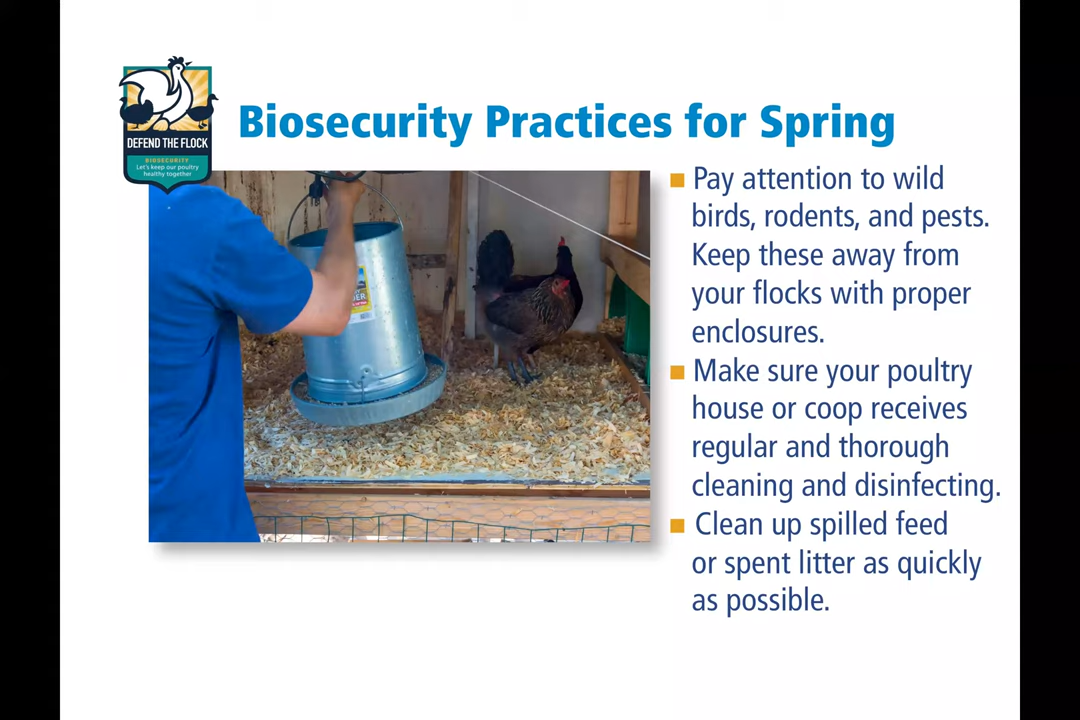 DEFEND THE FLOCK
BIOSECURITY
Let's keep our poultry
healthy together
Biosecurity Practices for Spring
■ Pay attention to wild
birds, rodents, and pests.
Keep these away from
your flocks with proper
enclosures.
■ Make sure your poultry
house or coop receives
regular and thorough
cleaning and disinfecting.
■ Clean up spilled feed
or spent litter as quickly
as possible.